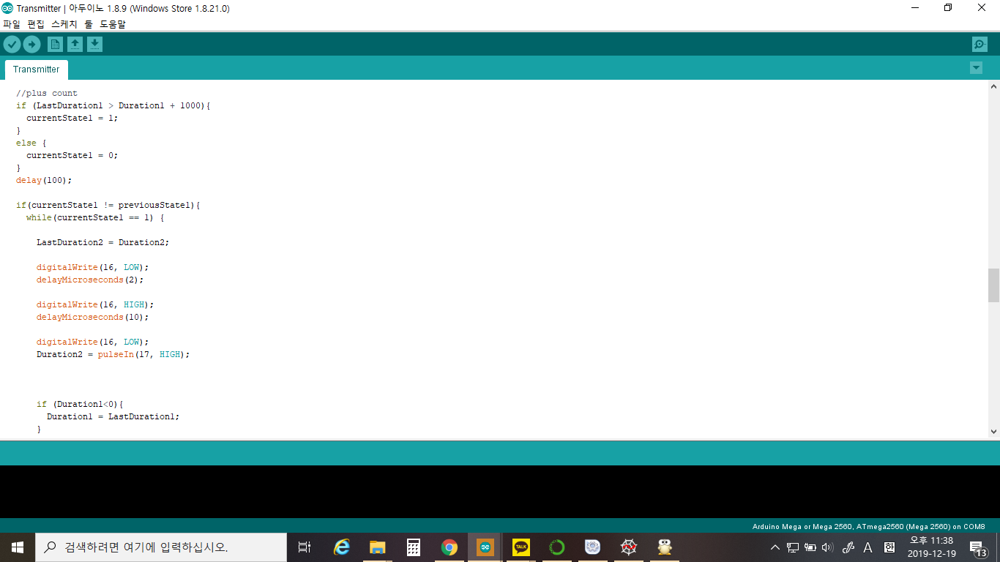 Transmitter | 아두이노 1.8.9 (Windows Store 1.8.21.0)
파일 편집 스케치 툴 도움말
Transmitter
//plus count
if (LastDuration1 > Duration1 + 1000){
currentState1 = 1;
}
else {
currentState1 = 0;
}
delay(100);
if(currentState1 != previousState1){
while(currentState1 == 1) {
LastDuration2 = Duration2;
digitalWrite(16, LOW);
delayMicroseconds(2);
digitalWrite(16, HIGH);
delayMicroseconds(10);
digitalWrite(16, LOW);
Duration2 = pulseIn(17, HIGH);
if (Duration1<0){
Duration1 = LastDuration1;
}
Arduino Mega or Mega 2560, ATmega2560 (Mega 2560) on COM8
검색하려면 여기에 입력하십시오.
TALK
A 한
오후 11:38
2019-12-19
13